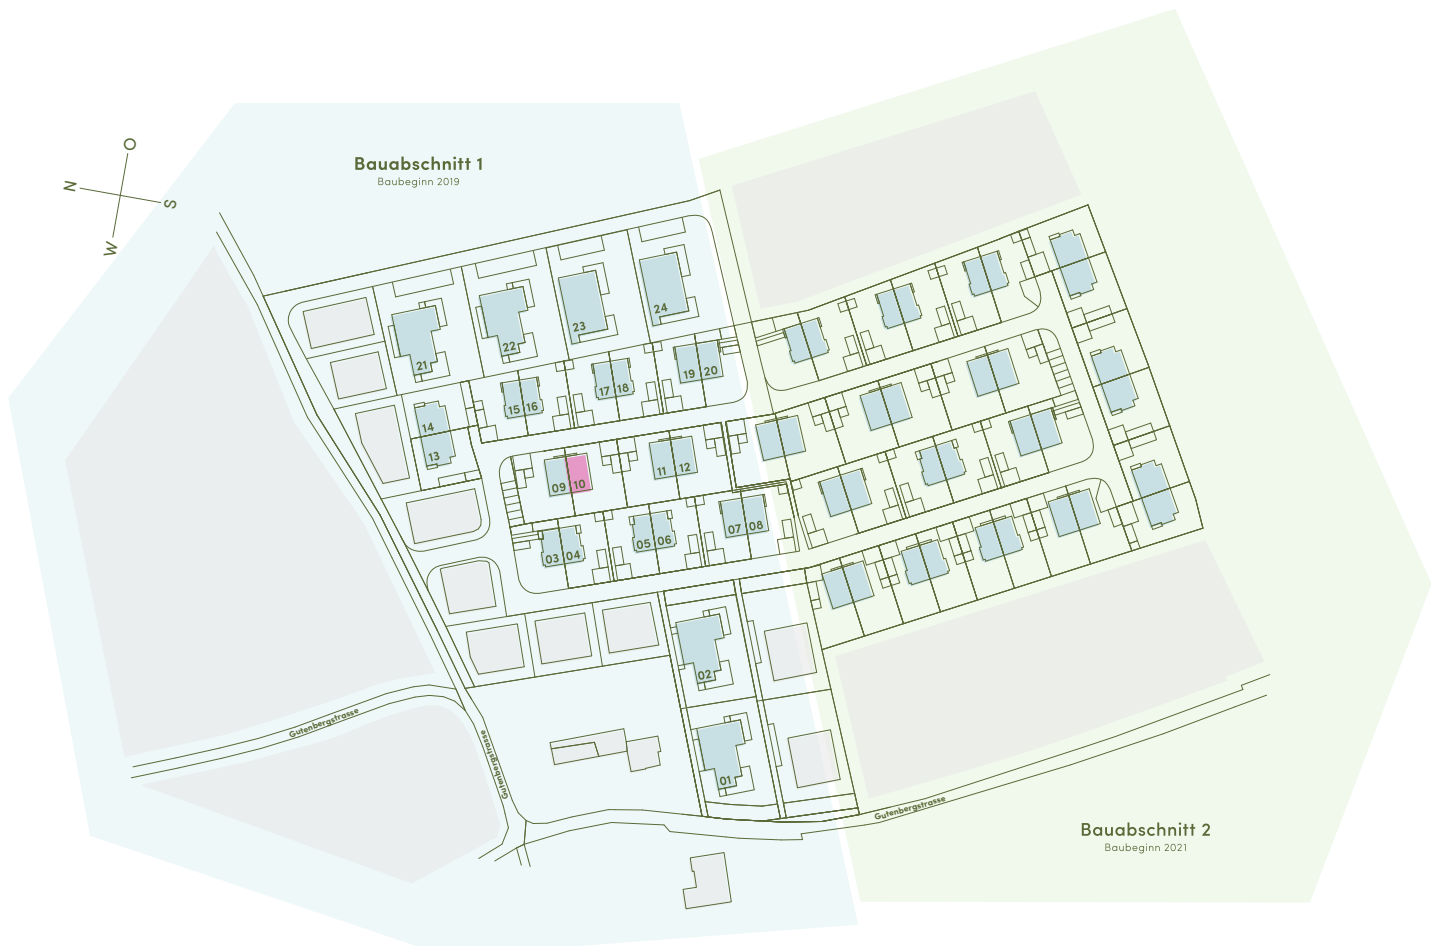 O
N
S
W
Bauabschnitt 1
Baubeginn 2019
24
23
22
21
19 20
17 18
15 16
14
13
11 12
09 10
07 08
05 06
03 04
02
01
Gutenbergstrasse
Gutenbergstrasse
Gutenbergstrasse
Bauabschnitt 2
Baubeginn 2021